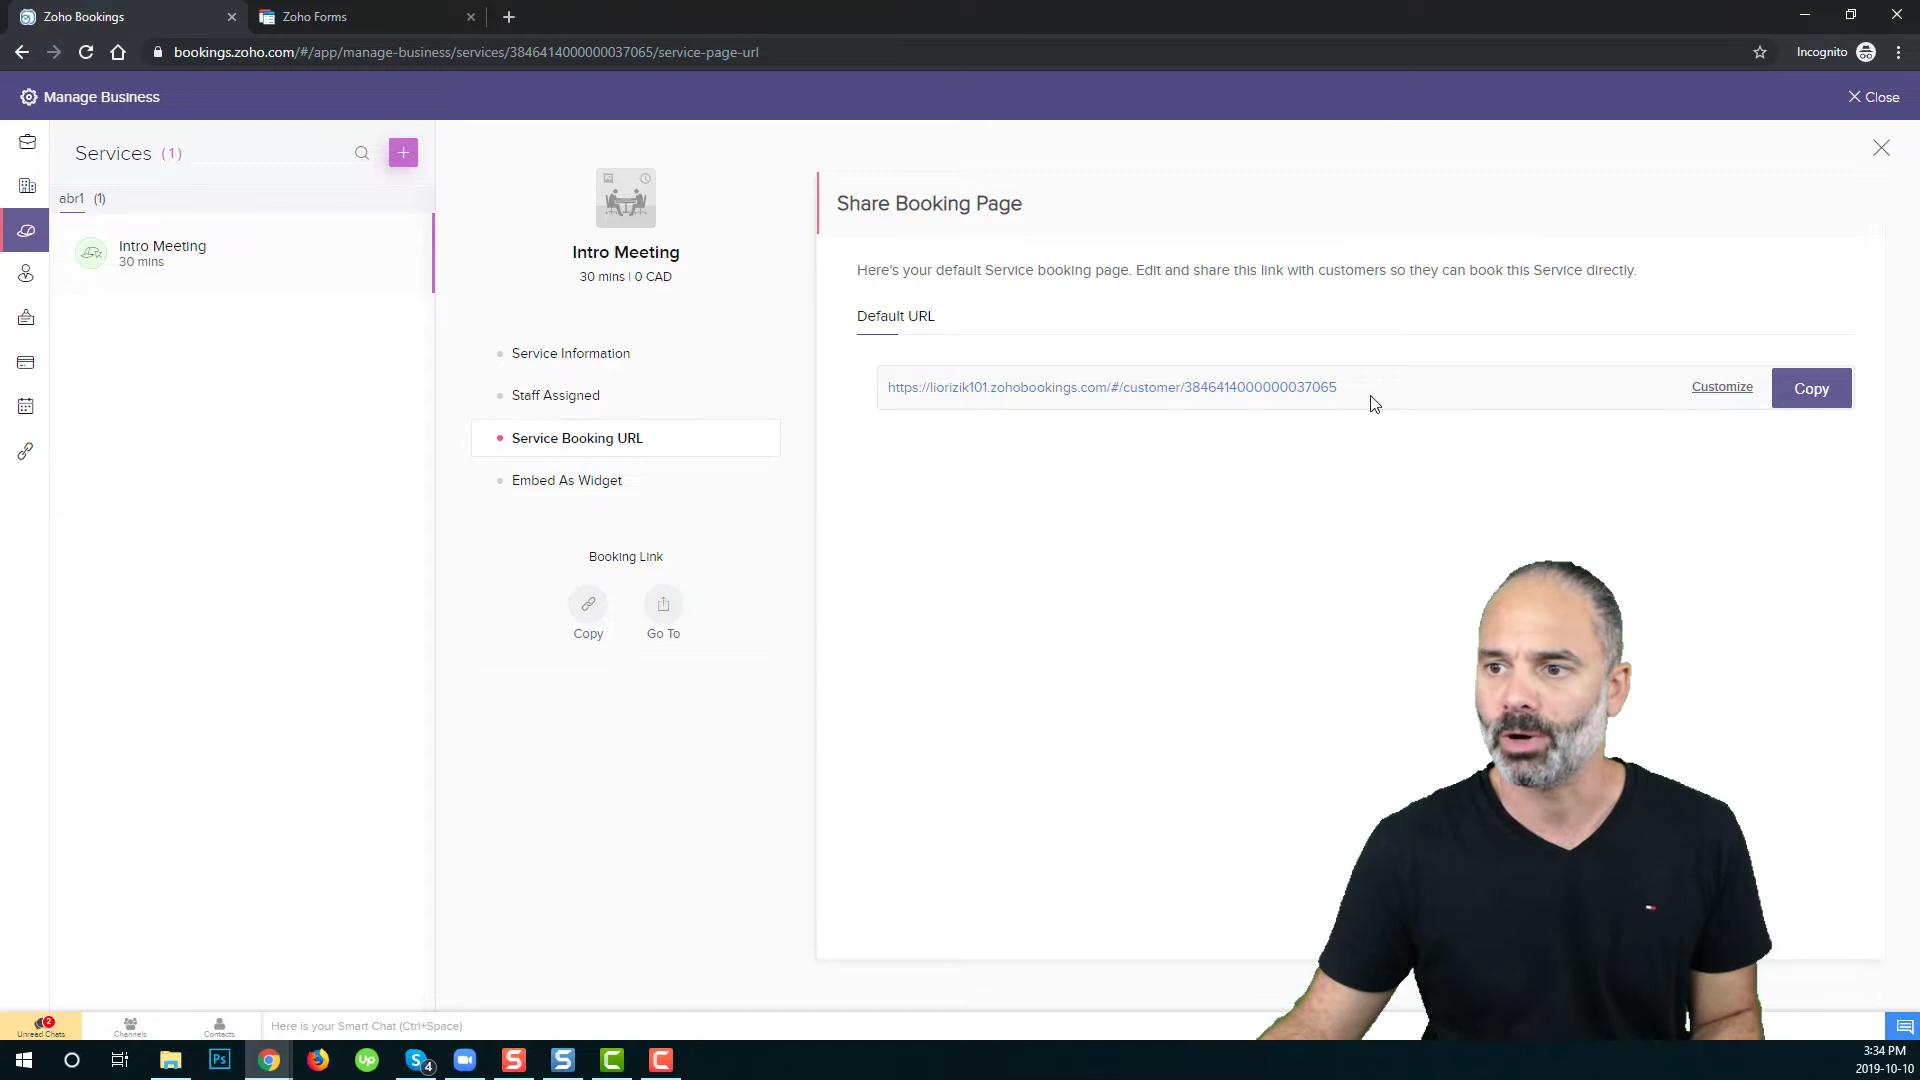 Zoho Bookings
Zoho Forms
bookings.zoho.com/#/app/manage-business/services/3846414000000037065/service-page-url
Incognito
Manage Business
Close
Services (1)
abr1 (1)
Intro Meeting
30 mins
Intro Meeting
30 mins | 0 CAD
Service Information
Staff Assigned
Service Booking URL
Embed As Widget
Booking Link
Copy
Go To
Share Booking Page
Here's your default Service booking page. Edit and share this link with customers so they can book this Service directly.
Default URL
https://liorizik101.zohobookings.com/#/customer/3846414000000037065
Customize
Copy
2
Unread Chats
Channels
Contacts
Here is your Smart Chat (Ctrl+Space)
Ps
Up
S
4
S
S
C
C
3:34 PM
2019-10-10